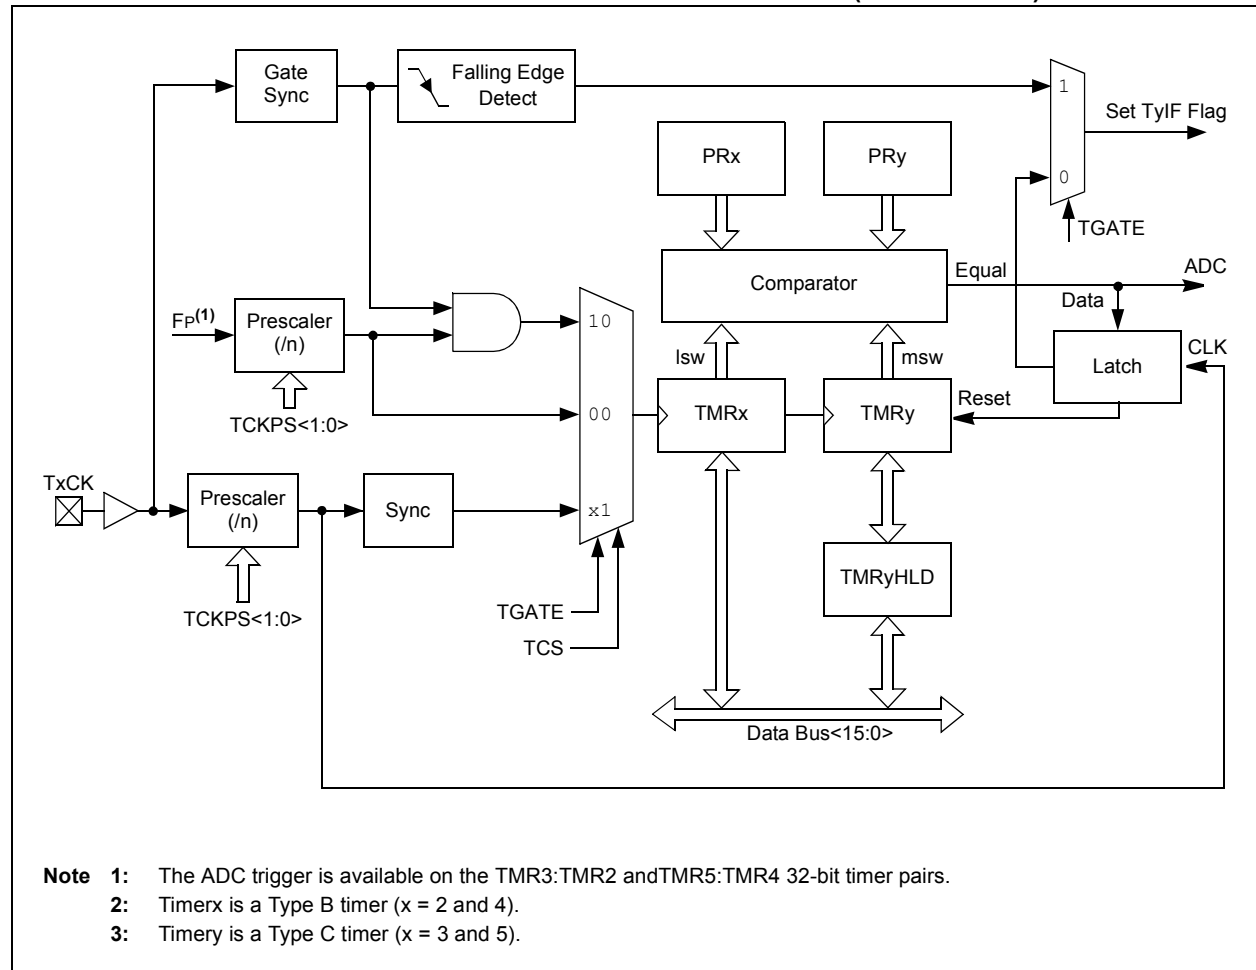 Gate
Sync
Falling Edge
Detect
1
Set TyIF Flag
PRx
PRy
0
TGATE
Comparator
Equal
ADC
Data
FP(1)
Prescaler
(/n)
10
lsw
msw
Latch
CLK
TCKPS<1:0>
00
TMRx
TMRy
Reset
TxCK
Prescaler
(/n)
Sync
x1
TMRyHLD
TCKPS<1:0>
TGATE
TCS
Data Bus<15:0>
Note 1: The ADC trigger is available on the TMR3:TMR2 andTMR5:TMR4 32-bit timer pairs.
2: Timerx is a Type B timer (x = 2 and 4).
3: Timery is a Type C timer (x = 3 and 5).